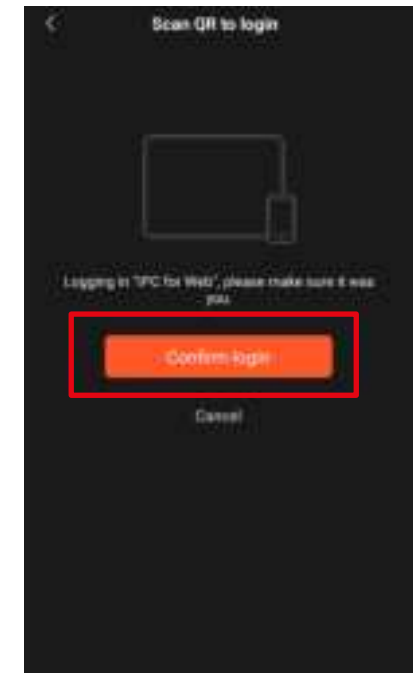 Scan QR to login
Logging in "IPC for Web", please make sure it was
you.
Confirm login
Cancel